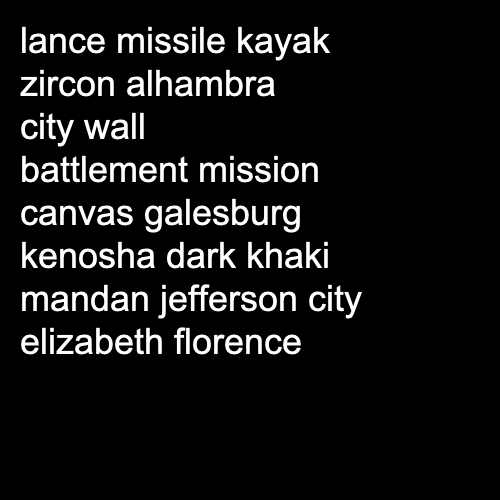 lance missile kayak
zircon alhambra
city wall
battlement mission
canvas galesburg
kenosha dark khaki
mandan jefferson city
elizabeth florence